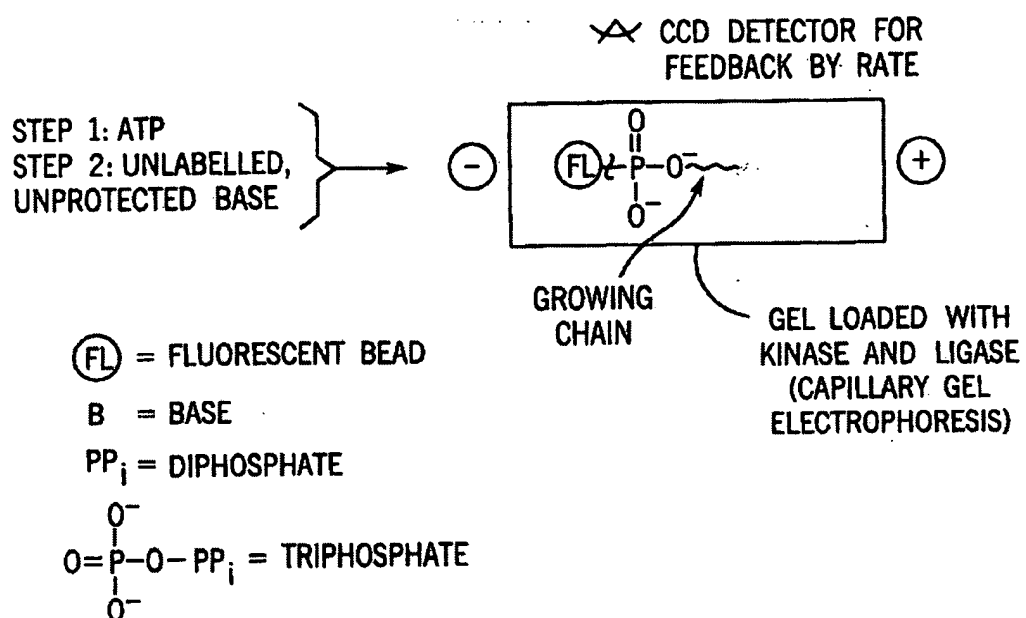 CCD DETECTOR FOR
FEEDBACK BY RATE
STEP 1: ATP
STEP 2: UNLABELLED,
UNPROTECTED BASE
−
+
O
FL P O−
O−
GROWING
CHAIN
GEL LOADED WITH
KINASE AND LIGASE
(CAPILLARY GEL
ELECTROPHORESIS)
FL = FLUORESCENT BEAD
B = BASE
PPi = DIPHOSPHATE
O−
O=P−O−PPi = TRIPHOSPHATE
O−